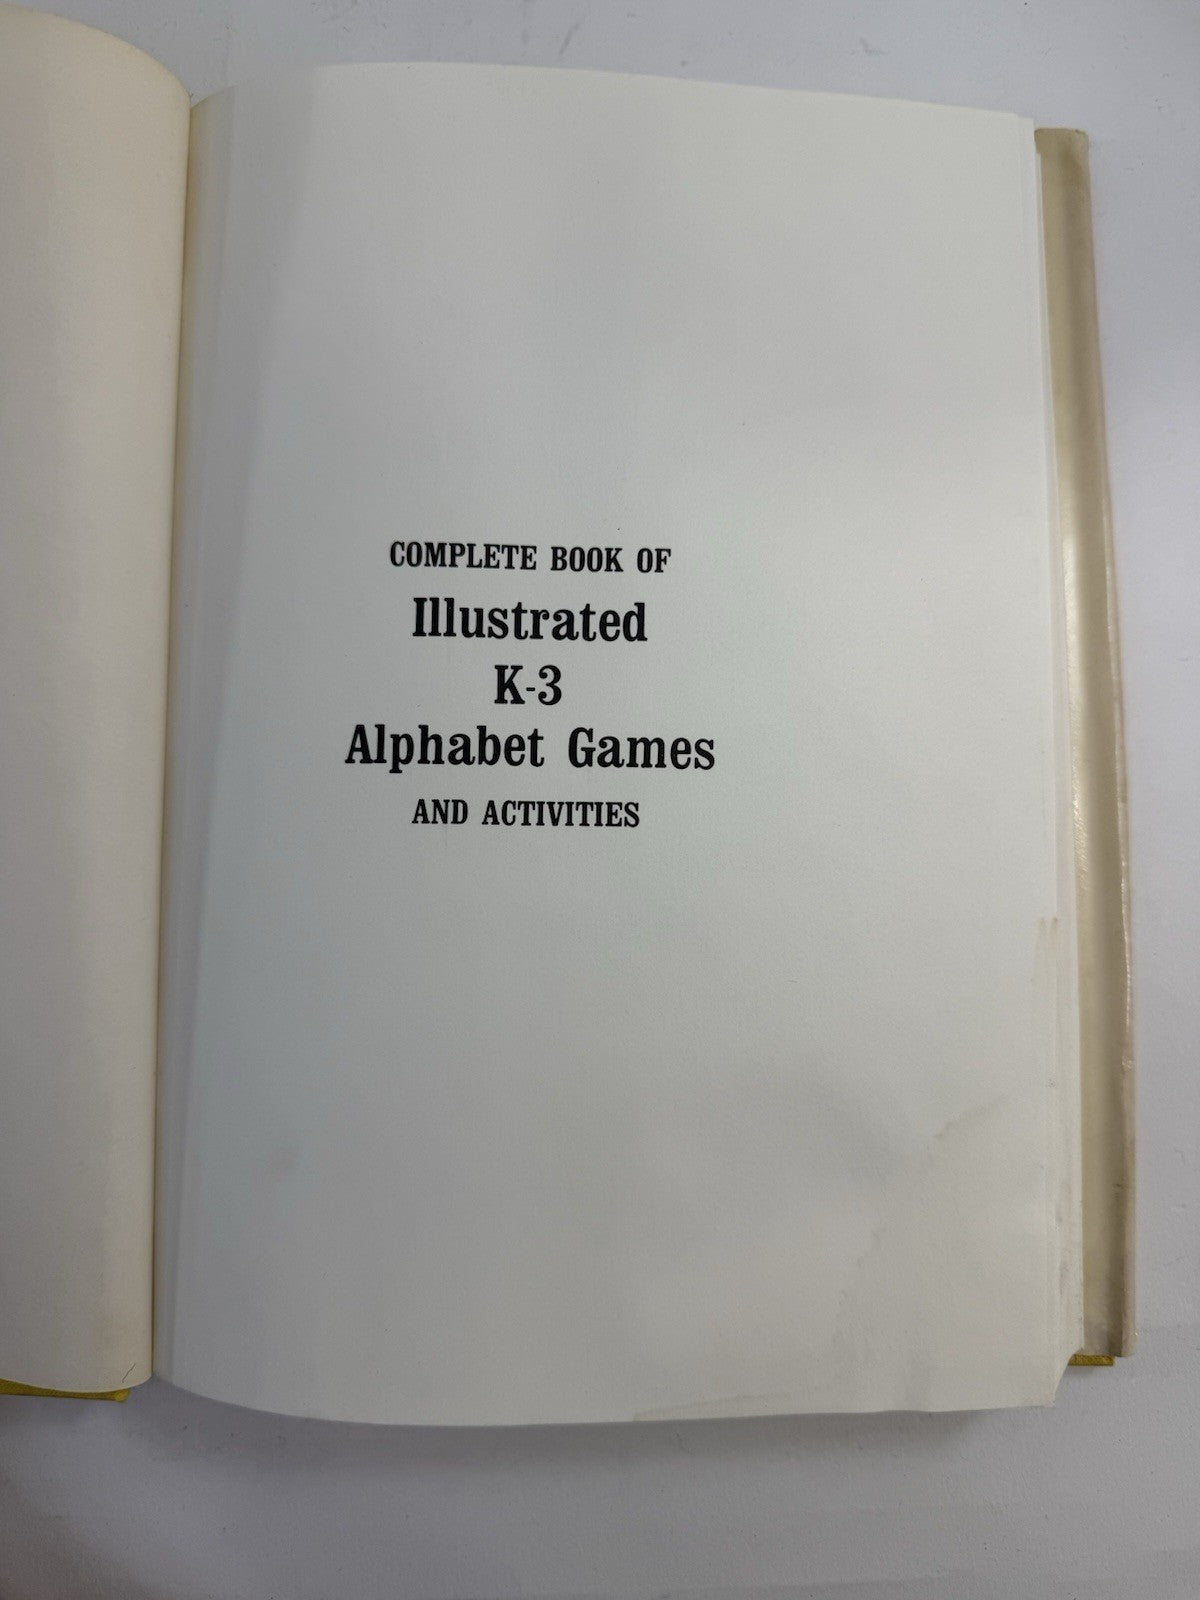 COMPLETE BOOK OF
Illustrated
K-3
Alphabet Games
AND ACTIVITIES